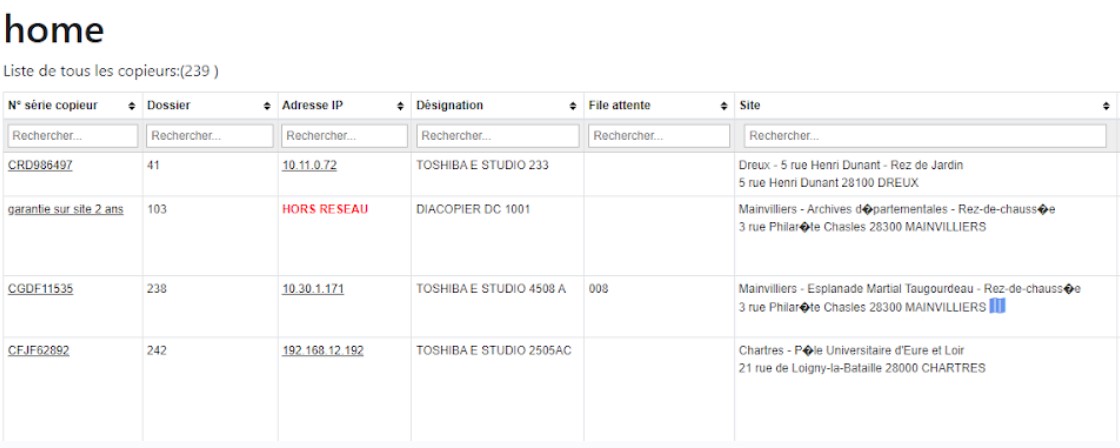 home
Liste de tous les copieurs:(239 )
N° série copieur Dossier Adresse IP Désignation File attente Site
Rechercher... Rechercher... Rechercher... Rechercher... Rechercher... Rechercher...
CRD986497 41 10.11.0.72 TOSHIBA E STUDIO 233 Dreux - 5 rue Henri Dunant - Rez de Jardin
5 rue Henri Dunant 28100 DREUX
garantie sur site 2 ans 103 HORS RESEAU DIACOPIER DC 1001 Mainvilliers - Archives d�partementales - Rez-de-chauss�e
3 rue Philar�te Chasles 28300 MAINVILLIERS
CGDF11535 238 10.30.1.171 TOSHIBA E STUDIO 4508 A 008 Mainvilliers - Esplanade Martial Taugourdeau - Rez-de-chauss�e
3 rue Philar�te Chasles 28300 MAINVILLIERS
CFJF62892 242 192.168.12.192 TOSHIBA E STUDIO 2505AC Chartres - P�le Universitaire d'Eure et Loir
21 rue de Loigny-la-Bataille 28000 CHARTRES